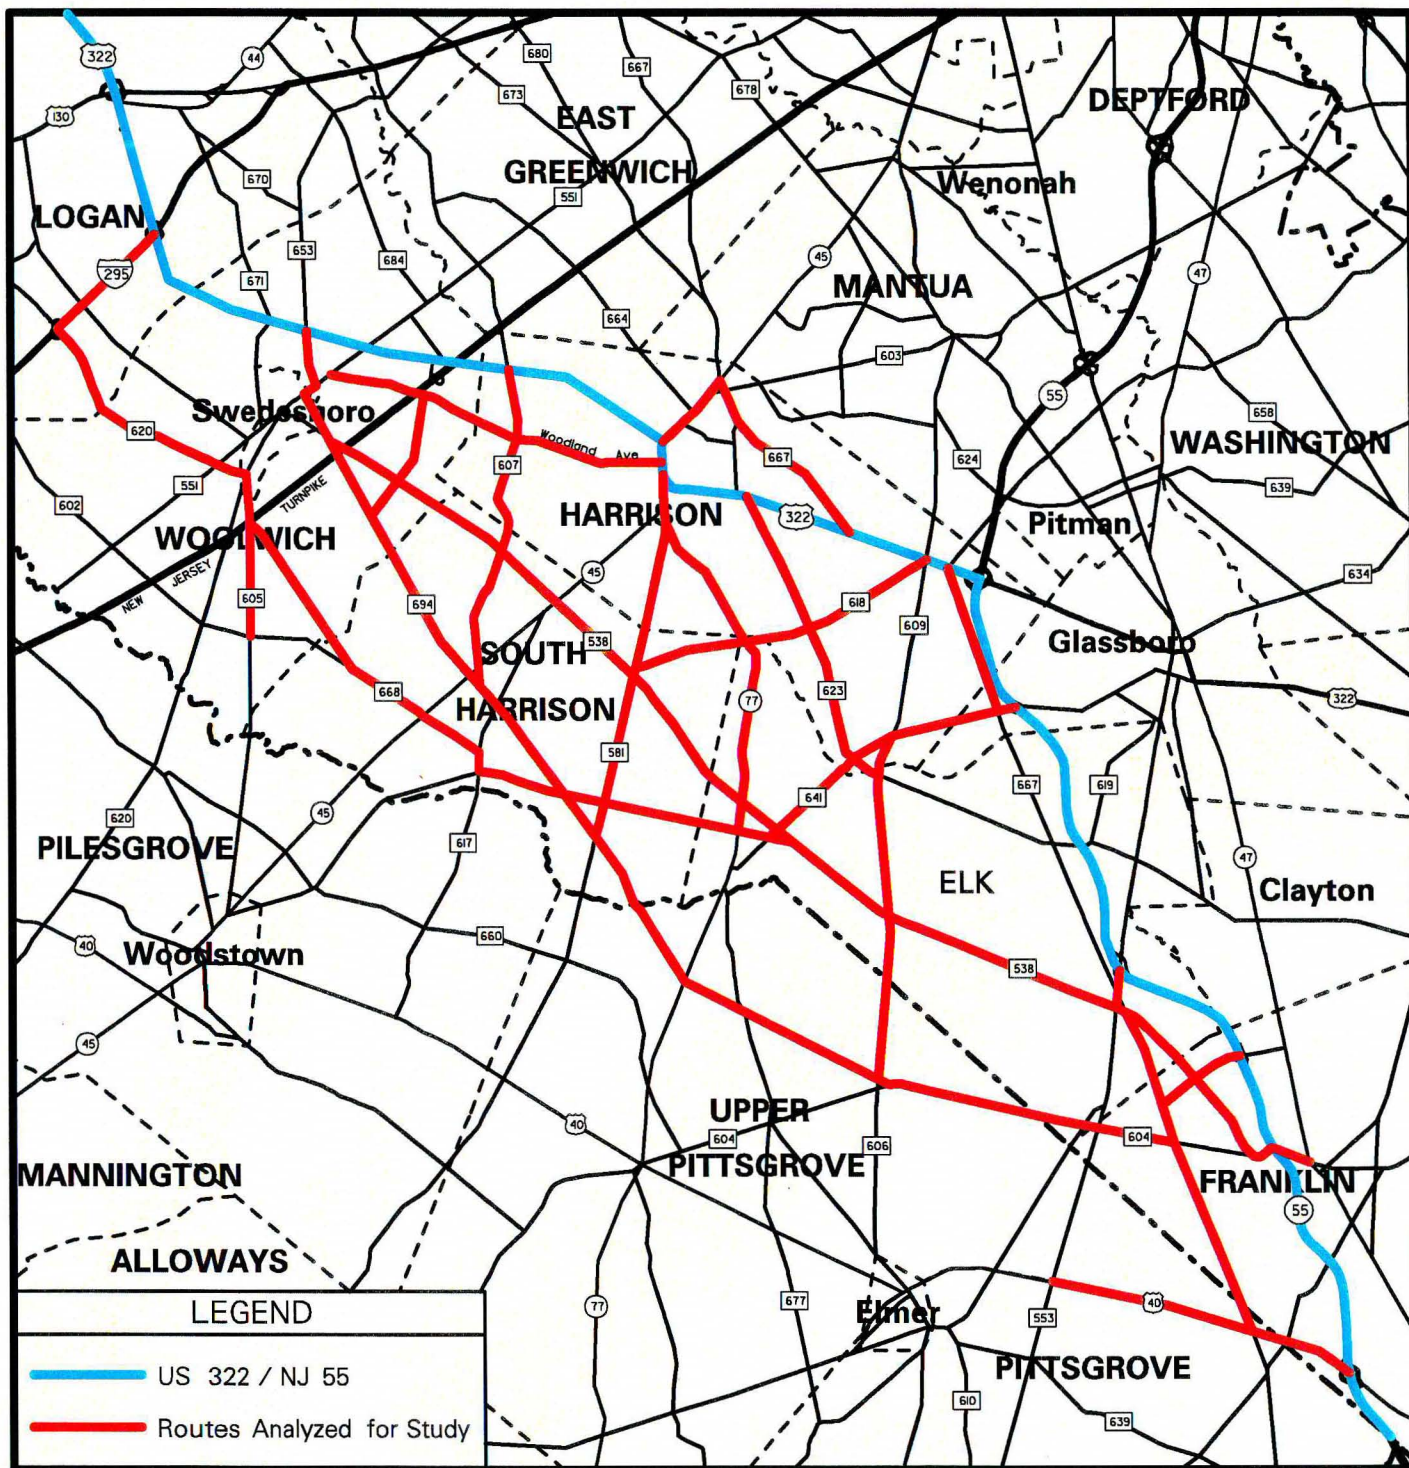 322
44
680
667
673
678
DEPTFORD
130
EAST
GREENWICH
670
551
Wenonah
LOGAN
653
684
45
47
295
671
MANTUA
664
603
55
Swedesboro
658
WASHINGTON
620
Woodland Ave
607
667
624
551
639
602
TURNPIKE
HARRISON
322
Pitman
WOOLWICH
JERSEY
NEW
45
634
605
694
618
609
538
Glassboro
SOUTH
668
623
77
322
HARRISON
581
667
619
641
620
45
617
PILESGROVE
47
ELK
Clayton
40
Woodstown
660
538
45
UPPER
40
604
606
604
MANNINGTON
PITTSGROVE
FRANKLIN
55
ALLOWAYS
677
40
77
Elmer
553
LEGEND
US 322 / NJ 55
PITTSGROVE
610
639
Routes Analyzed for Study